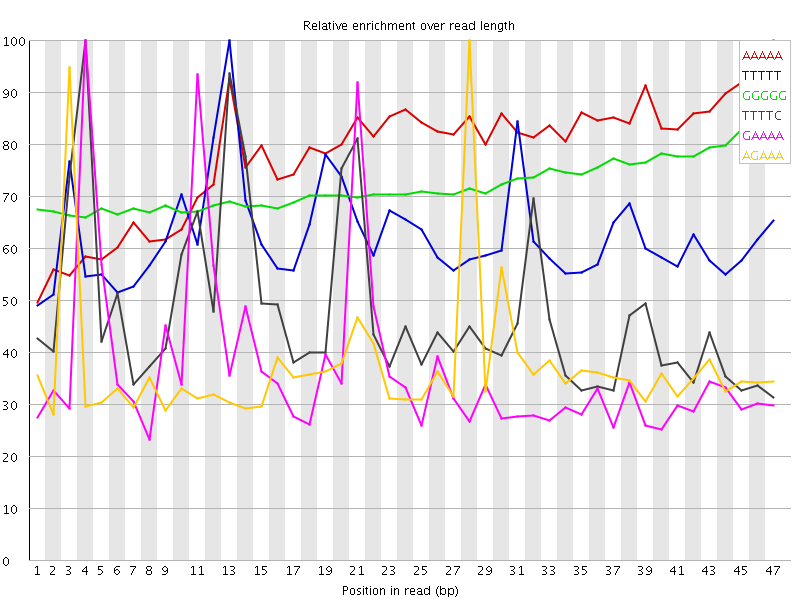 Relative enrichment over read length
100
90
80
70
60
50
40
30
20
10
0
AAAAA
TTTTT
GGGGG
TTTTC
GAAAA
AGAAA
1 2 3 4 5 6 7 8 9 11 13 15 17 19 21 23 25 27 29 31 33 35 37 39 41 43 45 47
Position in read (bp)